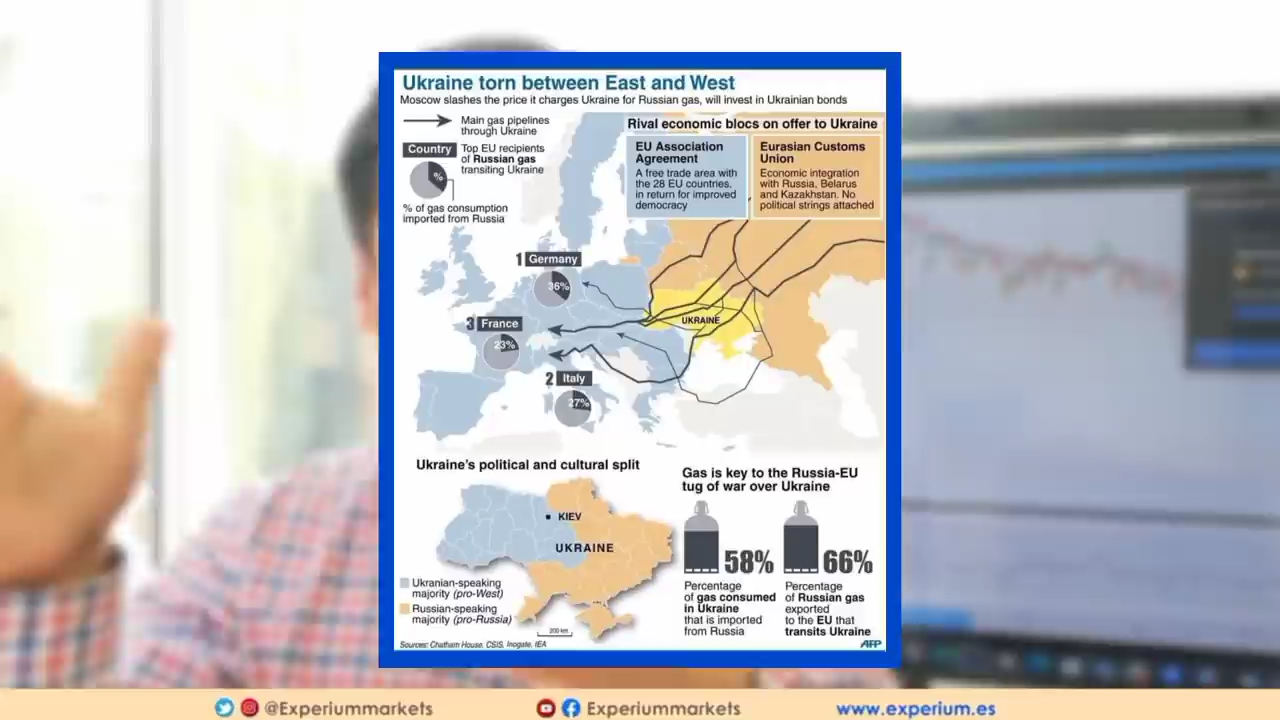 Ukraine torn between East and West
Moscow slashes the price it charges Ukraine for Russian gas, will invest in Ukrainian bonds
Main gas pipelines
through Ukraine
Country
Top EU recipients
of Russian gas
transiting Ukraine
%
% of gas consumption
imported from Russia
Rival economic blocs on offer to Ukraine
EU Association
Agreement
A free trade area with
the 28 EU countries,
in return for improved
democracy
Eurasian Customs
Union
Economic integration
with Russia, Belarus
and Kazakhstan. No
political strings attached
1 Germany
36%
3 France
23%
2 Italy
27%
UKRAINE
Ukraine's political and cultural split
KIEV
UKRAINE
Ukranian-speaking
majority (pro-West)
Russian-speaking
majority (pro-Russia)
200 km
Gas is key to the Russia-EU
tug of war over Ukraine
58%
Percentage
of gas consumed
in Ukraine
that is imported
from Russia
66%
Percentage
of Russian gas
exported
to the EU that
transits Ukraine
Sources: Chatham House, CSIS, Inogate, IEA
AFP
@Experiummarkets
Experiummarkets
www.experium.es